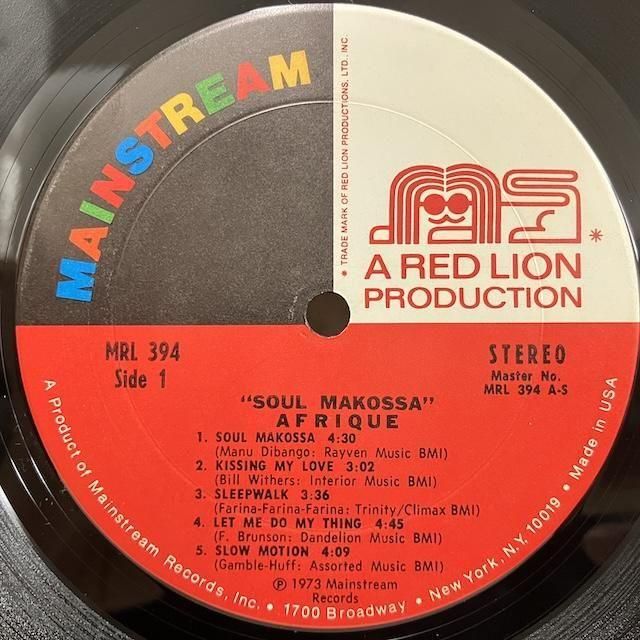 MAINSTREAM
* TRADE MARK OF RED LION PRODUCTIONS, LTD., INC.
*
A RED LION
PRODUCTION
MRL 394
Side 1
STEREO
Master No.
MRL 394 A-S
"SOUL MAKOSSA"
AFRIQUE
1. SOUL MAKOSSA 4:30
(Manu Dibango: Rayven Music BMI)
2. KISSING MY LOVE 3:02
(Bill Withers: Interior Music BMI)
3. SLEEPWALK 3:36
(Farina-Farina-Farina: Trinity/Climax BMI)
4. LET ME DO MY THING 4:45
(F. Brunson: Dandelion Music BMI)
5. SLOW MOTION 4:09
(Gamble-Huff: Assorted Music BMI)
Ⓟ 1973 Mainstream
Records
A Product of Mainstream Records, Inc. • 1700 Broadway • New York, N.Y. 10019 • Made in USA